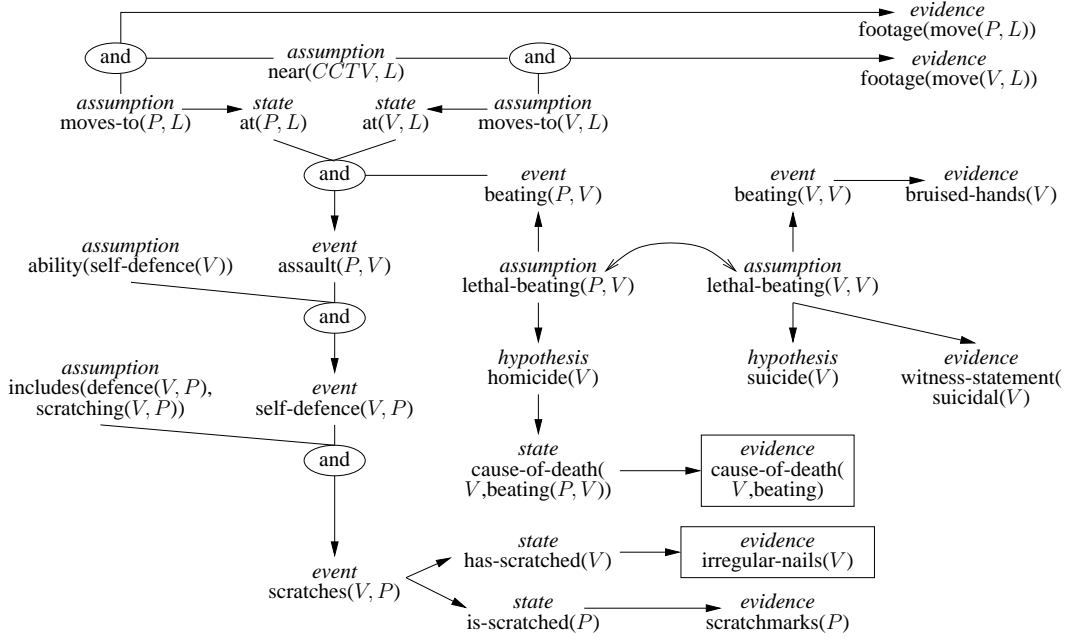 evidence
footage(move(P, L))
and
assumption
near(CCTV, L)
and
evidence
footage(move(V, L))
assumption
moves-to(P, L)
state
at(P, L)
state
at(V, L)
assumption
moves-to(V, L)
and
event
beating(P, V)
event
beating(V, V)
evidence
bruised-hands(V)
assumption
ability(self-defence(V))
event
assault(P, V)
assumption
lethal-beating(P, V)
assumption
lethal-beating(V, V)
and
assumption
includes(defence(V, P),
scratching(V, P))
event
self-defence(V, P)
hypothesis
homicide(V)
hypothesis
suicide(V)
evidence
witness-statement(
suicidal(V)
and
state
cause-of-death(
V,beating(P, V))
evidence
cause-of-death(
V,beating)
event
scratches(V, P)
state
has-scratched(V)
evidence
irregular-nails(V)
state
is-scratched(P)
evidence
scratchmarks(P)